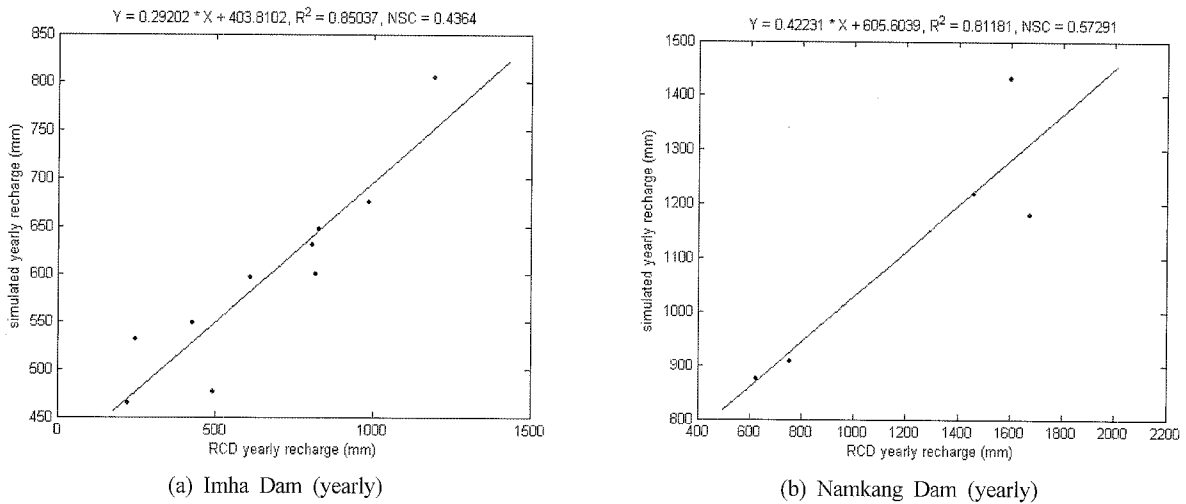 Y = 0.29202 * X + 403.8102, R² = 0.85037, NSC = 0.4364
850
800
750
700
650
600
550
500
450
simulated yearly recharge (mm)
0 500 1000 1500
RCD yearly recharge (mm)
(a) Imha Dam (yearly)
Y = 0.42231 * X + 605.6039, R² = 0.81181, NSC = 0.57291
1500
1400
1300
1200
1100
1000
900
800
simulated yearly recharge (mm)
400 600 800 1000 1200 1400 1600 1800 2000 2200
RCD yearly recharge (mm)
(b) Namkang Dam (yearly)